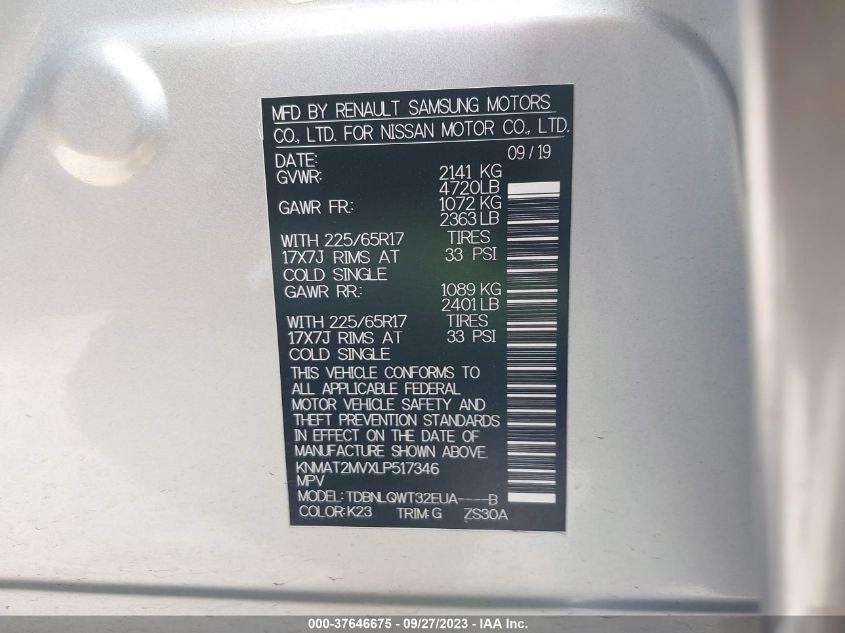 MFD BY RENAULT SAMSUNG MOTORS
CO., LTD. FOR NISSAN MOTOR CO., LTD.
DATE: 09/19
GVWR: 2141 KG
4720LB
GAWR FR: 1072 KG
2363LB
WITH 225/65R17 TIRES
17X7J RIMS AT 33 PSI
COLD SINGLE
GAWR RR: 1089 KG
2401LB
WITH 225/65R17 TIRES
17X7J RIMS AT 33 PSI
COLD SINGLE
THIS VEHICLE CONFORMS TO
ALL APPLICABLE FEDERAL
MOTOR VEHICLE SAFETY AND
THEFT PREVENTION STANDARDS
IN EFFECT ON THE DATE OF
MANUFACTURE SHOWN ABOVE.
KNMAT2MVXLP517346
MPV
MODEL: TDBNLQWT32EUA----B
COLOR:K23 TRIM:G ZS30A
000-37646675 - 09/27/2023 - IAA Inc.